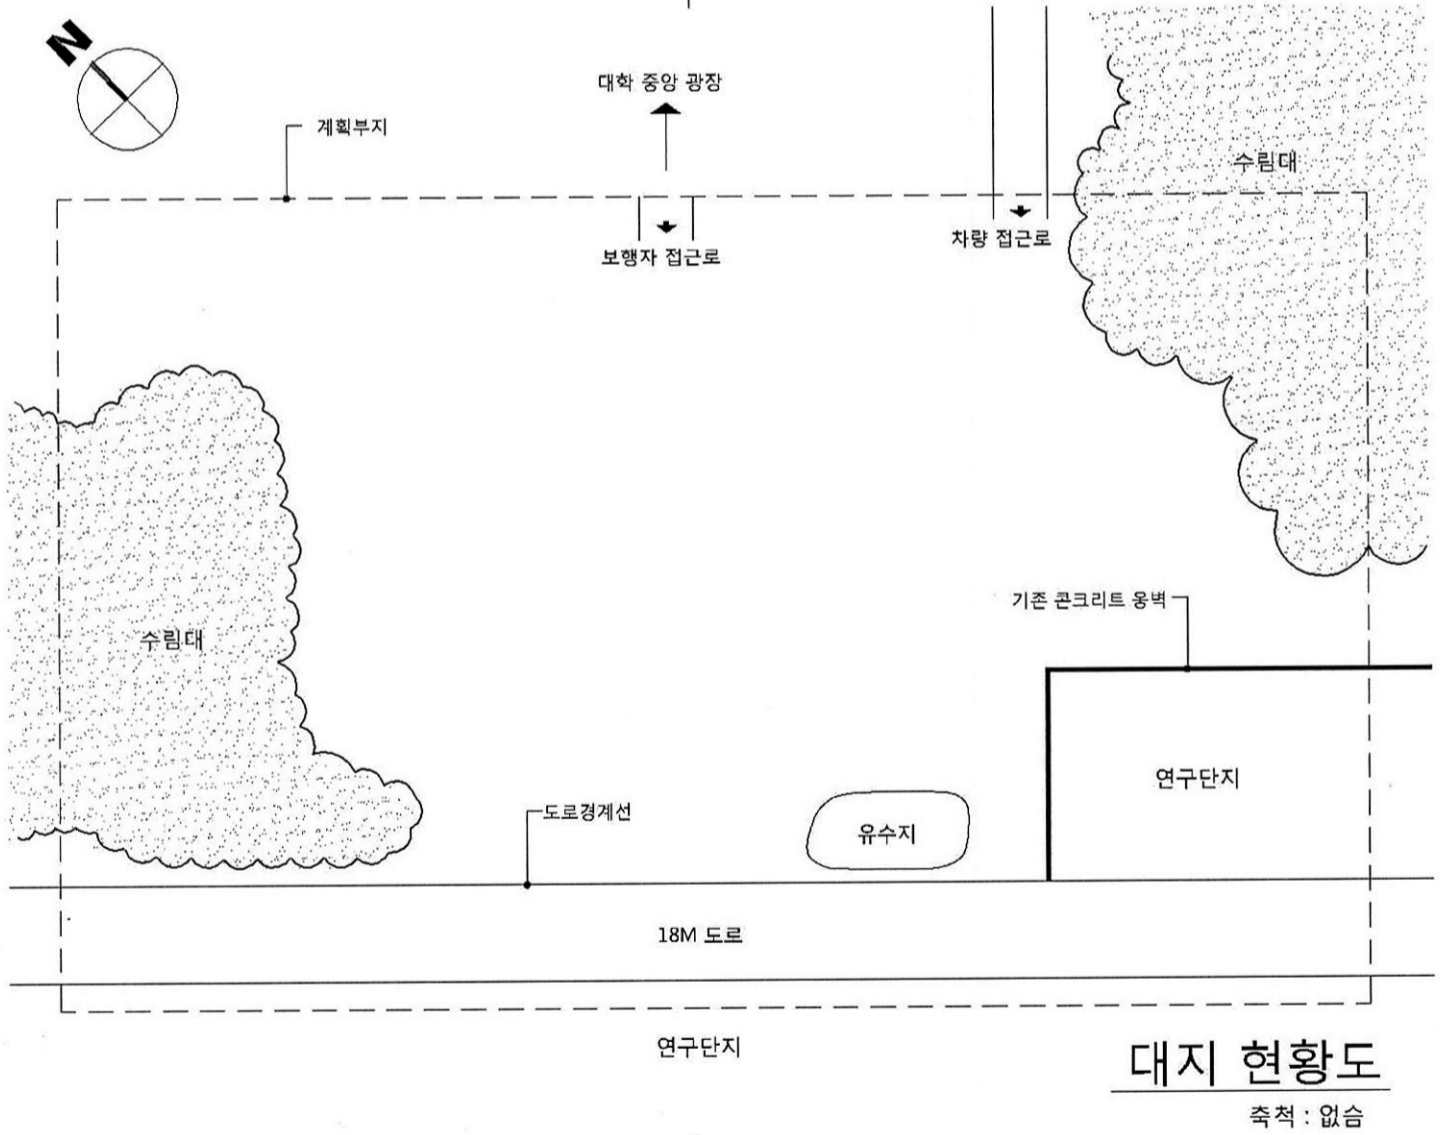 N
대학 중앙 광장
계획부지
수림대
보행자 접근로
차량 접근로
기존 콘크리트 옹벽
수림대
연구단지
도로경계선
유수지
18M 도로
연구단지
대지 현황도
축척 : 없슴